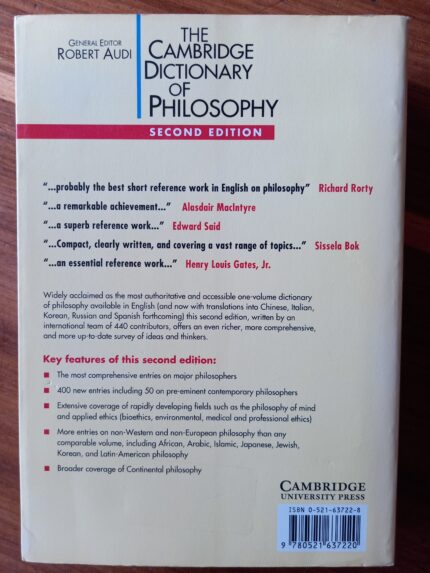 GENERAL EDITOR
ROBERT AUDI
THE
CAMBRIDGE
DICTIONARY
OF
PHILOSOPHY
SECOND EDITION
“...probably the best short reference work in English on philosophy” Richard Rorty
“...a remarkable achievement...” Alasdair MacIntyre
“...a superb reference work...” Edward Said
“...Compact, clearly written, and covering a vast range of topics...” Sissela Bok
“...an essential reference work...” Henry Louis Gates, Jr.
Widely acclaimed as the most authoritative and accessible one-volume dictionary
of philosophy available in English (and now with translations into Chinese, Italian,
Korean, Russian and Spanish forthcoming) this second edition, written by an
international team of 440 contributors, offers an even richer, more comprehensive,
and more up-to-date survey of ideas and thinkers.
Key features of this second edition:
■ The most comprehensive entries on major philosophers
■ 400 new entries including 50 on pre-eminent contemporary philosophers
■ Extensive coverage of rapidly developing fields such as the philosophy of mind
and applied ethics (bioethics, environmental, medical and professional ethics)
■ More entries on non-Western and non-European philosophy than any
comparable volume, including African, Arabic, Islamic, Japanese, Jewish,
Korean, and Latin-American philosophy
■ Broader coverage of Continental philosophy
CAMBRIDGE
UNIVERSITY PRESS
ISBN 0-521-63722-8
9 780521 637220